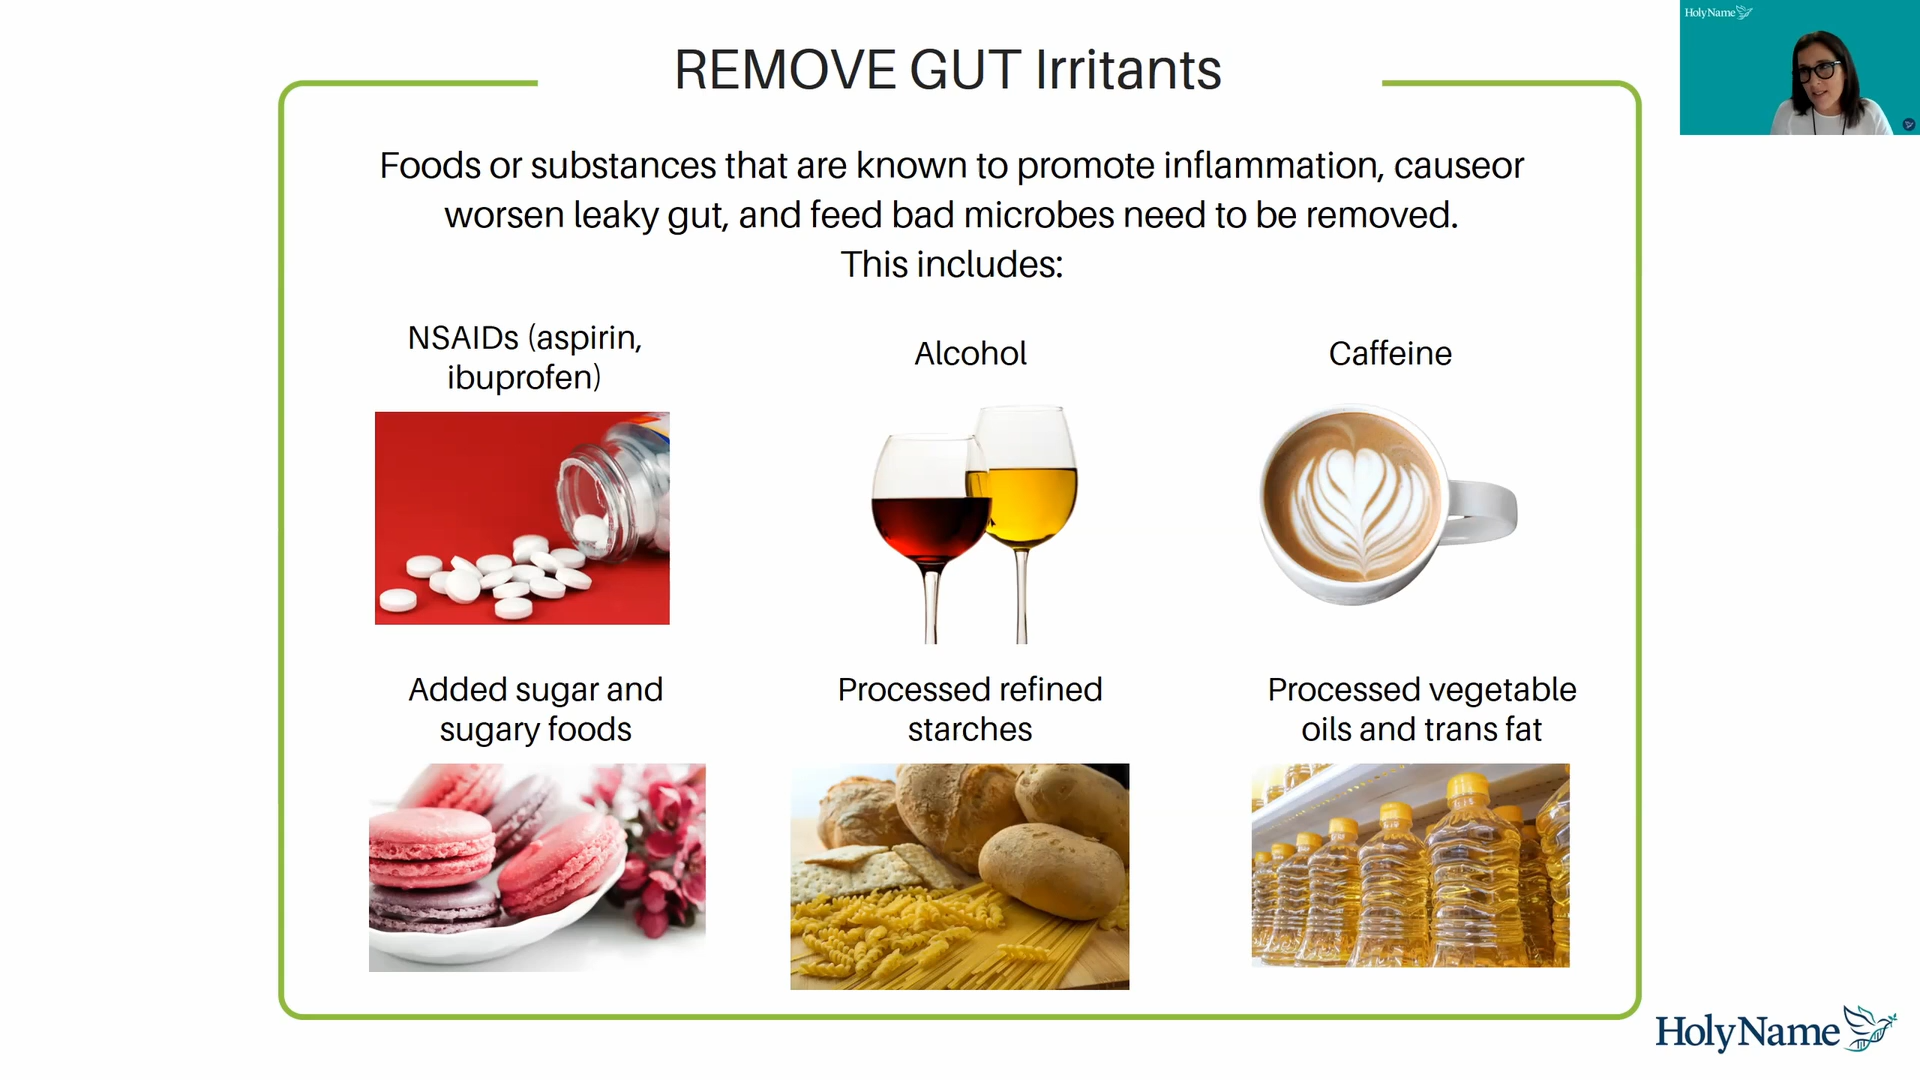 HolyName
REMOVE GUT Irritants
Foods or substances that are known to promote inflammation, causeor
worsen leaky gut, and feed bad microbes need to be removed.
This includes:
NSAIDs (aspirin,
ibuprofen)
Alcohol
Caffeine
Added sugar and
sugary foods
Processed refined
starches
Processed vegetable
oils and trans fat
HolyName